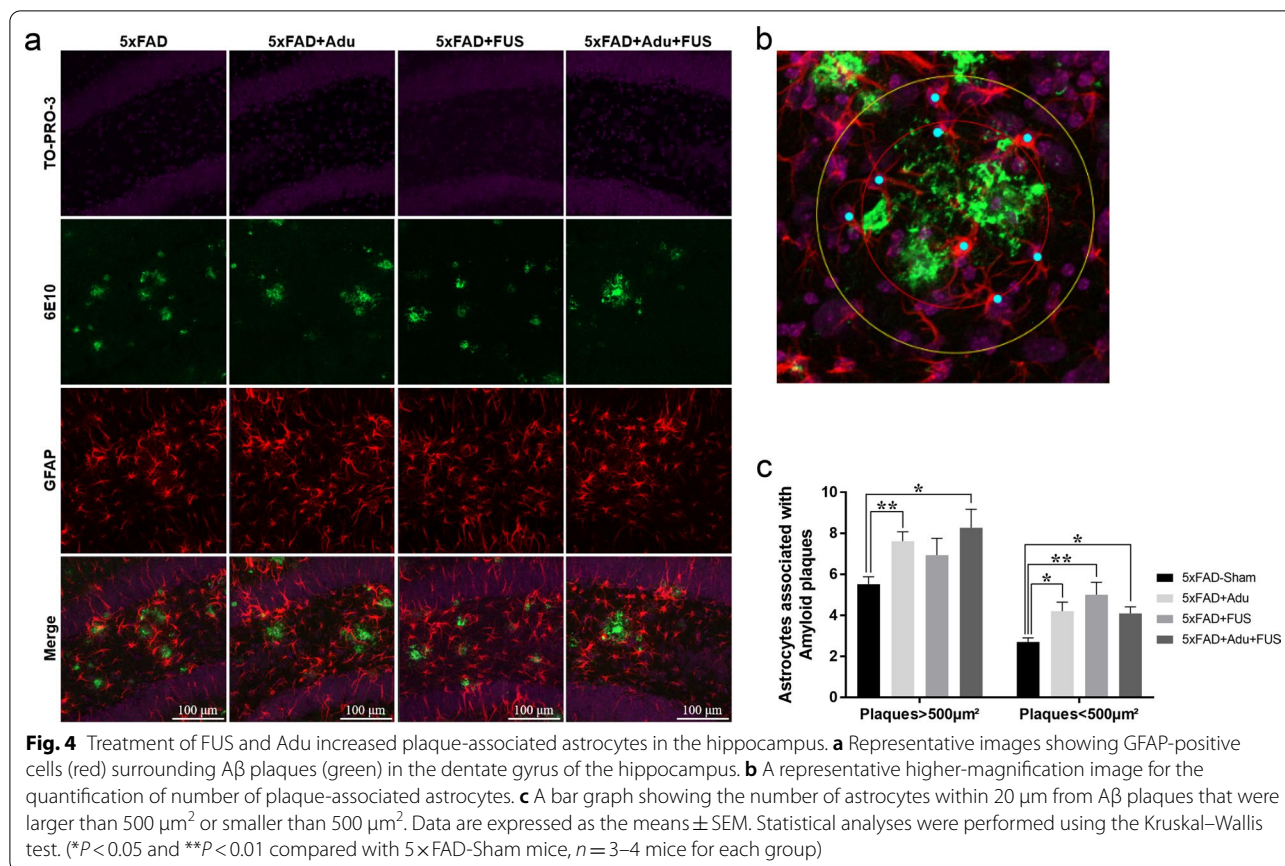 a
5xFAD 5xFAD+Adu 5xFAD+FUS 5xFAD+Adu+FUS
TO-PRO-3
6E10
GFAP
Merge
100 μm 100 μm 100 μm 100 μm
b
c
Astrocytes associated with
Amyloid plaques
10
8
6
4
2
0
** * * ** *
Plaques>500μm² Plaques<500μm²
5xFAD-Sham
5xFAD+Adu
5xFAD+FUS
5xFAD+Adu+FUS
Fig. 4 Treatment of FUS and Adu increased plaque-associated astrocytes in the hippocampus. a Representative images showing GFAP-positive
cells (red) surrounding Aβ plaques (green) in the dentate gyrus of the hippocampus. b A representative higher-magnification image for the
quantification of number of plaque-associated astrocytes. c A bar graph showing the number of astrocytes within 20 μm from Aβ plaques that were
larger than 500 μm² or smaller than 500 μm². Data are expressed as the means ± SEM. Statistical analyses were performed using the Kruskal–Wallis
test. (*P < 0.05 and **P < 0.01 compared with 5 × FAD-Sham mice, n = 3–4 mice for each group)